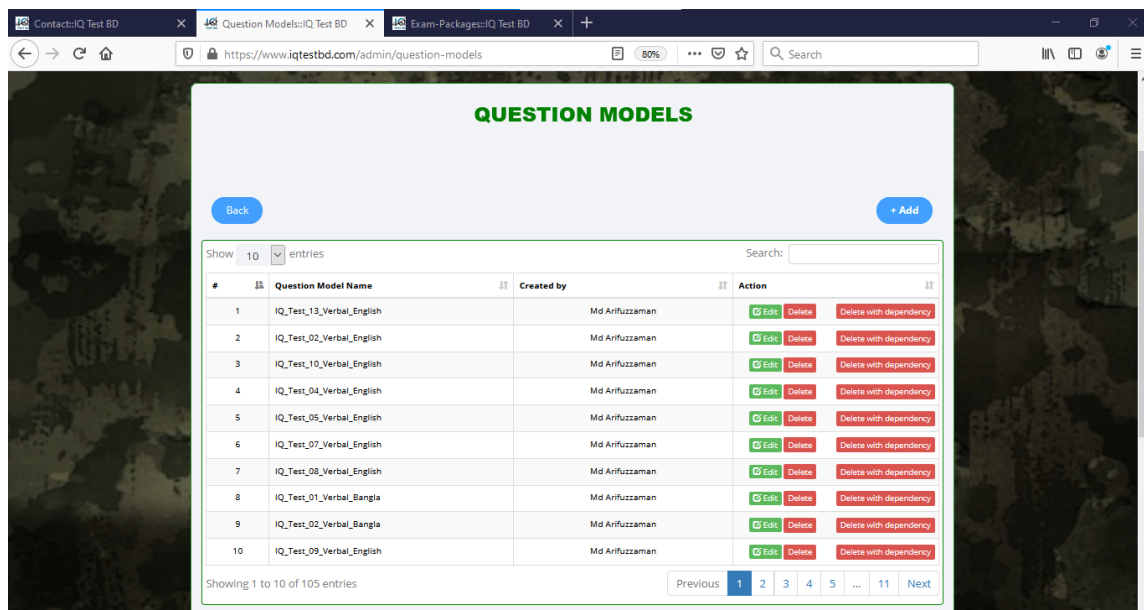 Contact::IQ Test BD
Question Models::IQ Test BD
Exam-Packages::IQ Test BD
https://www.iqtestbd.com/admin/question-models
80%
Search
QUESTION MODELS
Back
+ Add
Show 10 entries
Search:
# Question Model Name Created by Action
1 IQ_Test_13_Verbal_English Md Arifuzzaman Edit Delete Delete with dependency
2 IQ_Test_02_Verbal_English Md Arifuzzaman Edit Delete Delete with dependency
3 IQ_Test_10_Verbal_English Md Arifuzzaman Edit Delete Delete with dependency
4 IQ_Test_04_Verbal_English Md Arifuzzaman Edit Delete Delete with dependency
5 IQ_Test_05_Verbal_English Md Arifuzzaman Edit Delete Delete with dependency
6 IQ_Test_07_Verbal_English Md Arifuzzaman Edit Delete Delete with dependency
7 IQ_Test_08_Verbal_English Md Arifuzzaman Edit Delete Delete with dependency
8 IQ_Test_01_Verbal_Bangla Md Arifuzzaman Edit Delete Delete with dependency
9 IQ_Test_02_Verbal_Bangla Md Arifuzzaman Edit Delete Delete with dependency
10 IQ_Test_09_Verbal_English Md Arifuzzaman Edit Delete Delete with dependency
Showing 1 to 10 of 105 entries
Previous 1 2 3 4 5 ... 11 Next